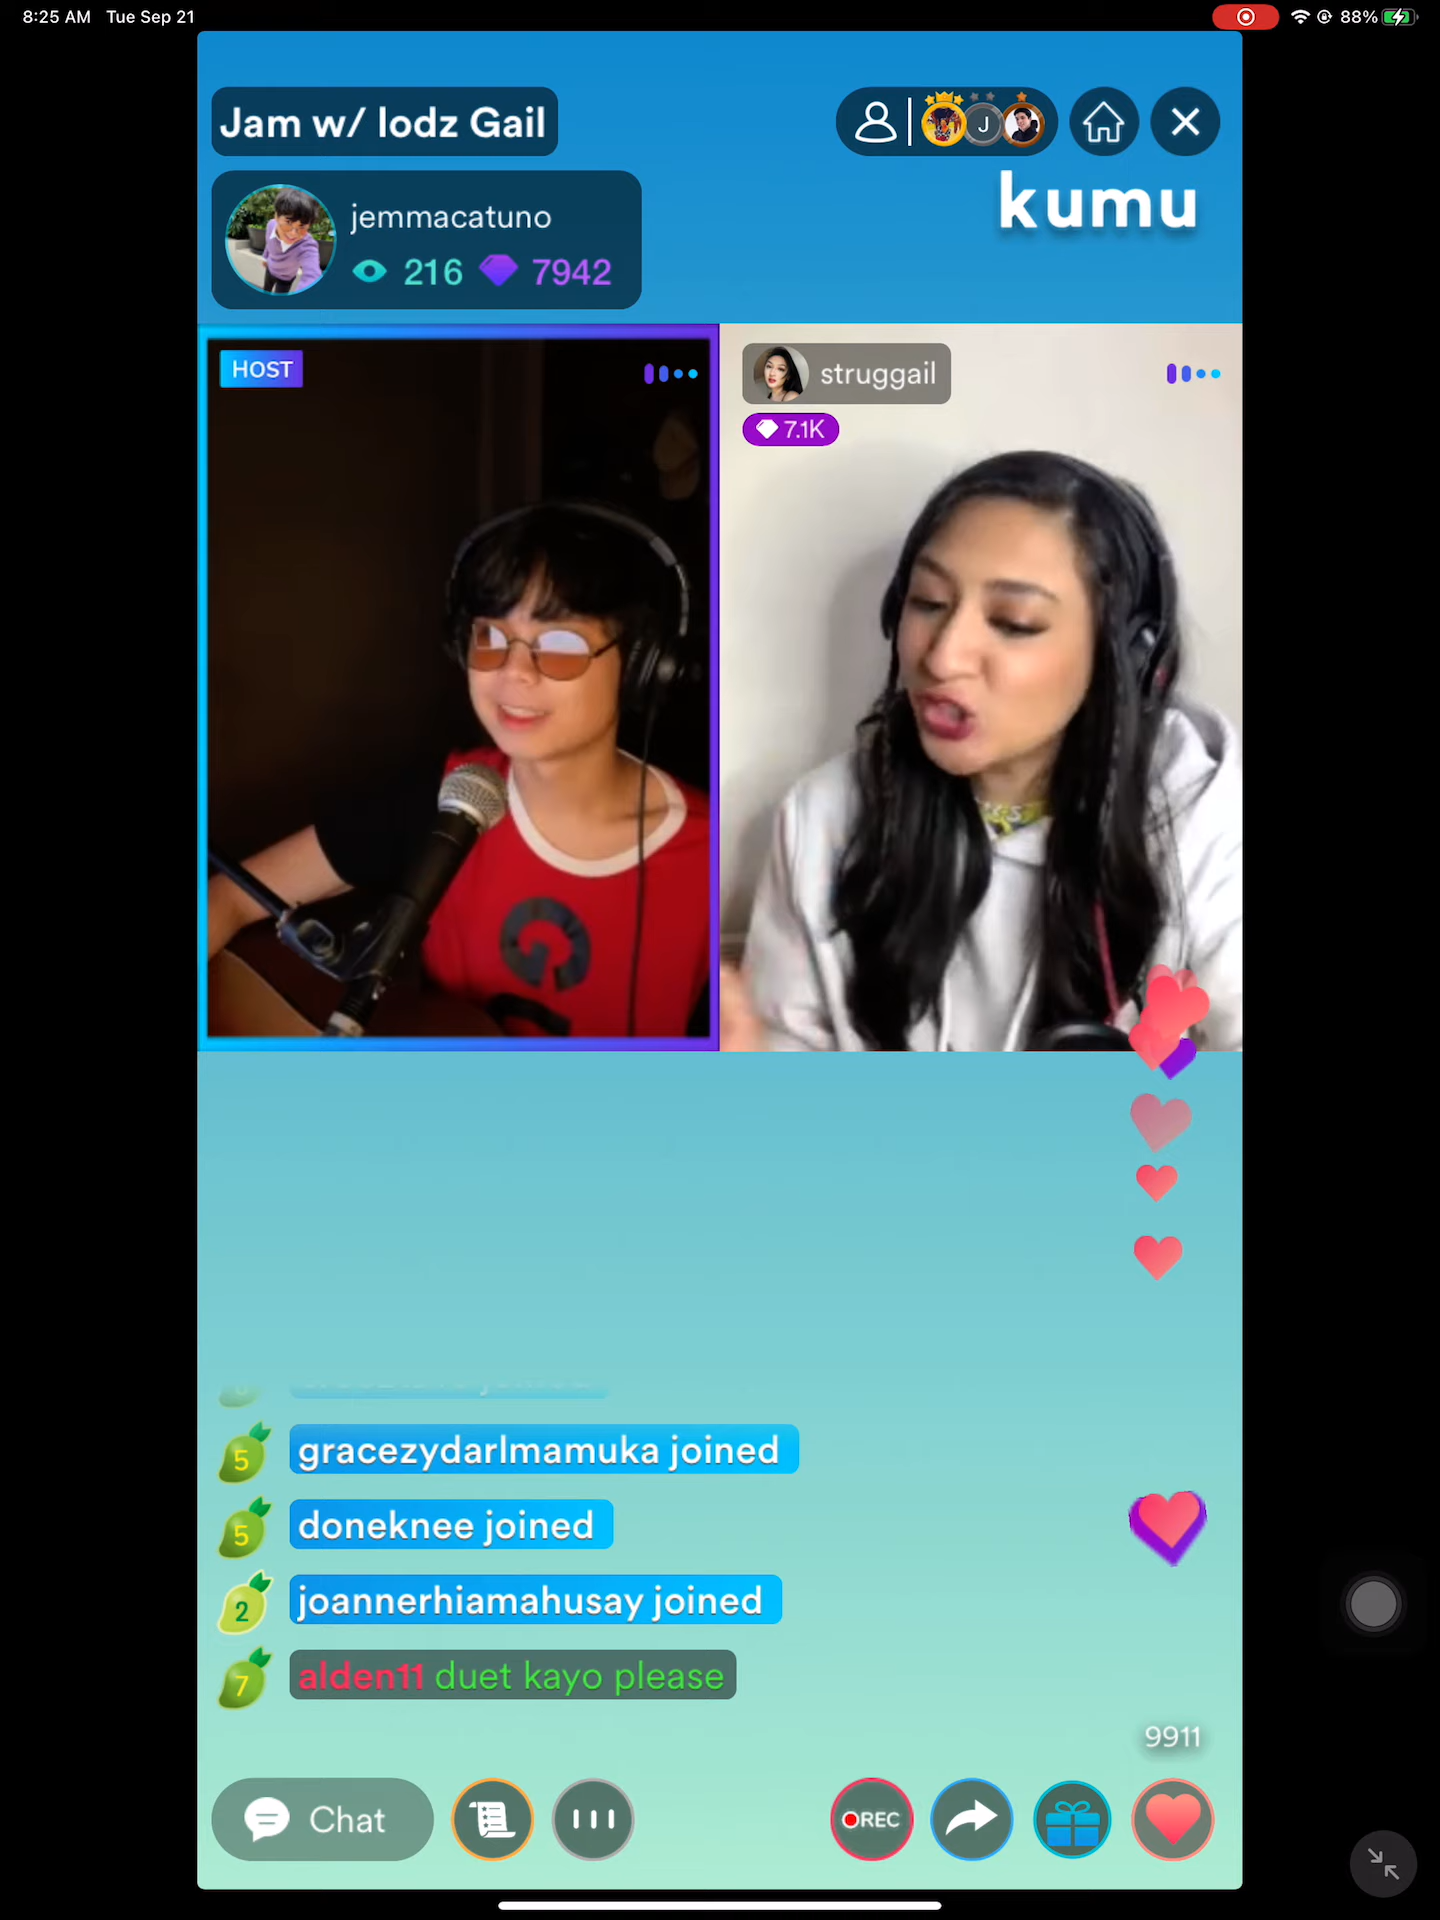 8:25 AM Tue Sep 21
88%
Jam w/ lodz Gail
J
jemmacatuno
216 7942
kumu
HOST
struggail
7.1K
G
gracezydarlmamuka joined
5
doneknee joined
5
joannerhiamahusay joined
2
alden11 duet kayo please
7
9911
Chat
REC